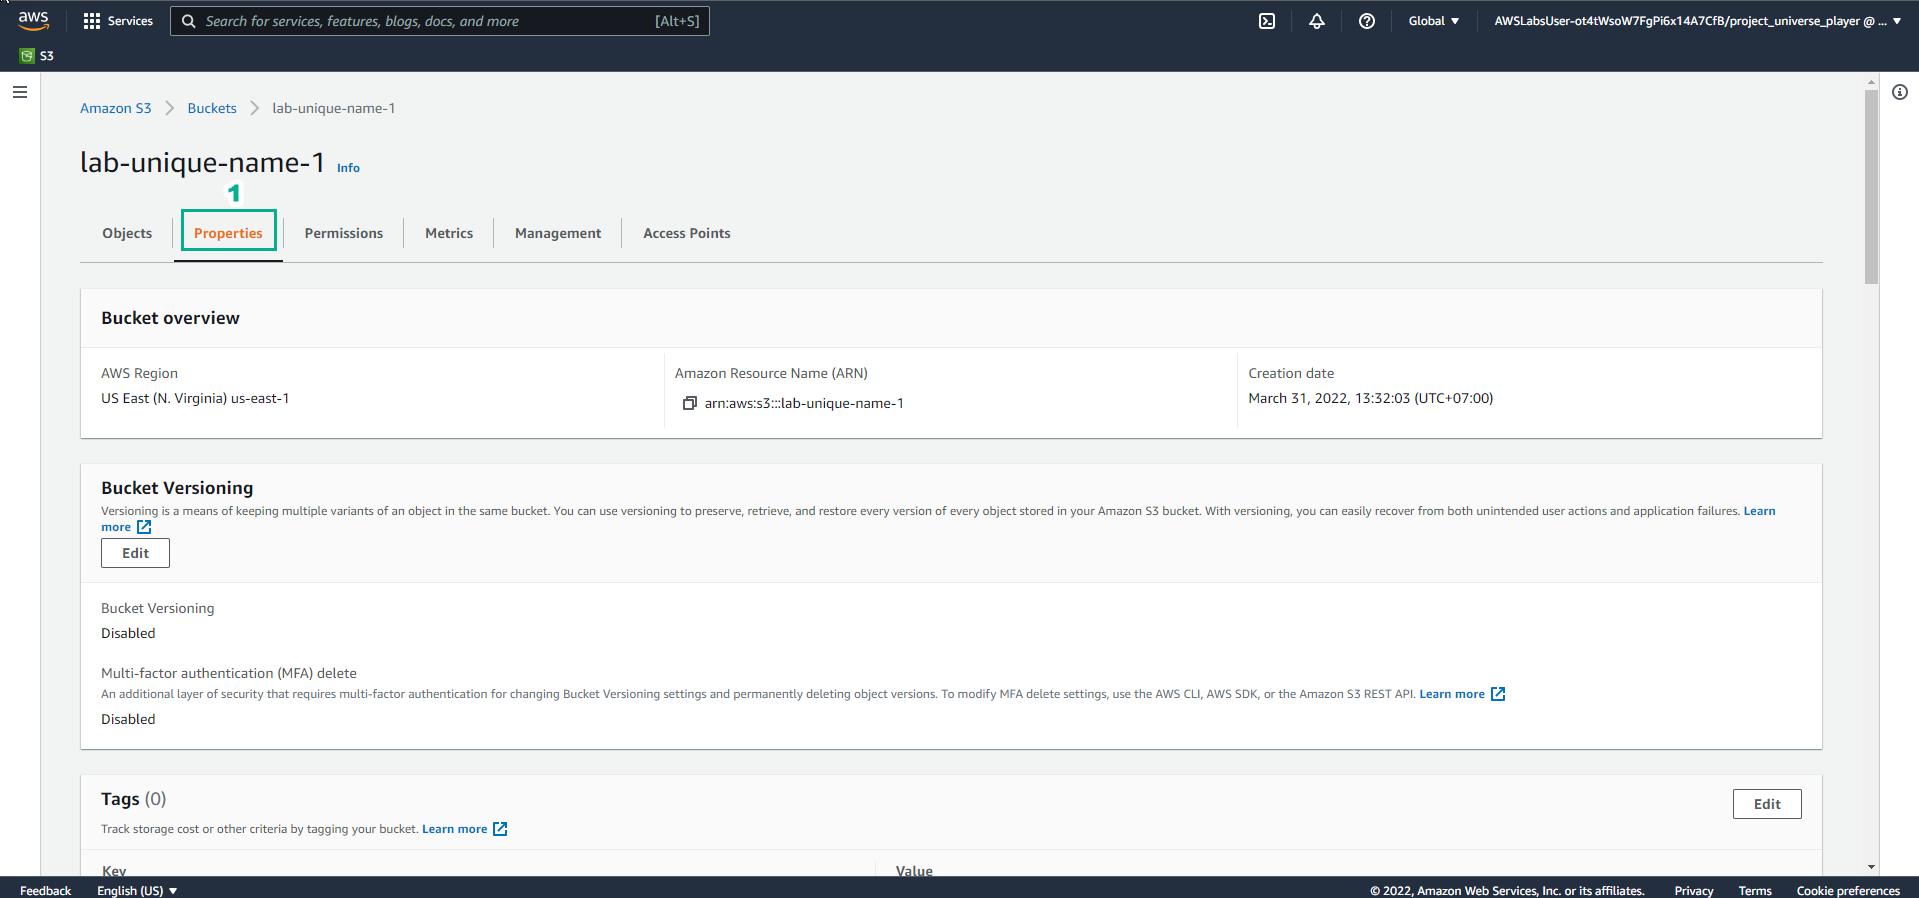 aws
Services
Search for services, features, blogs, docs, and more
[Alt+S]
Global
AWSLabsUser-ot4tWsoW7FgPi6x14A7CfB/project_universe_player @ ...
S3
Amazon S3
Buckets
lab-unique-name-1
lab-unique-name-1 Info
1
Objects
Properties
Permissions
Metrics
Management
Access Points
Bucket overview
AWS Region
US East (N. Virginia) us-east-1
Amazon Resource Name (ARN)
arn:aws:s3:::lab-unique-name-1
Creation date
March 31, 2022, 13:32:03 (UTC+07:00)
Bucket Versioning
Versioning is a means of keeping multiple variants of an object in the same bucket. You can use versioning to preserve, retrieve, and restore every version of every object stored in your Amazon S3 bucket. With versioning, you can easily recover from both unintended user actions and application failures. Learn
more
Edit
Bucket Versioning
Disabled
Multi-factor authentication (MFA) delete
An additional layer of security that requires multi-factor authentication for changing Bucket Versioning settings and permanently deleting object versions. To modify MFA delete settings, use the AWS CLI, AWS SDK, or the Amazon S3 REST API. Learn more
Disabled
Tags (0)
Edit
Track storage cost or other criteria by tagging your bucket. Learn more
Key
Value
Feedback
English (US)
© 2022, Amazon Web Services, Inc. or its affiliates.
Privacy
Terms
Cookie preferences